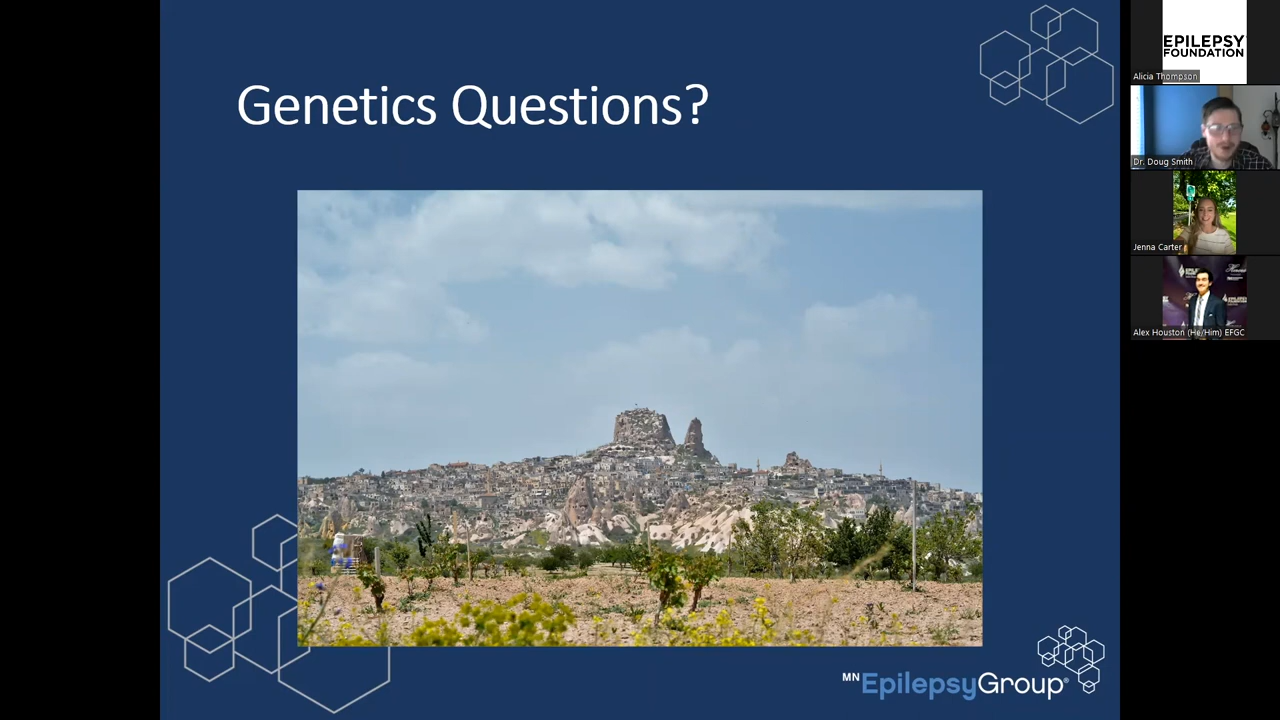 Genetics Questions?
MN EpilepsyGroup®
EPILEPSY
FOUNDATION
Alicia Thompson
Dr. Doug Smith
Jenna Carter
Alex Houston (He/Him) EFGC